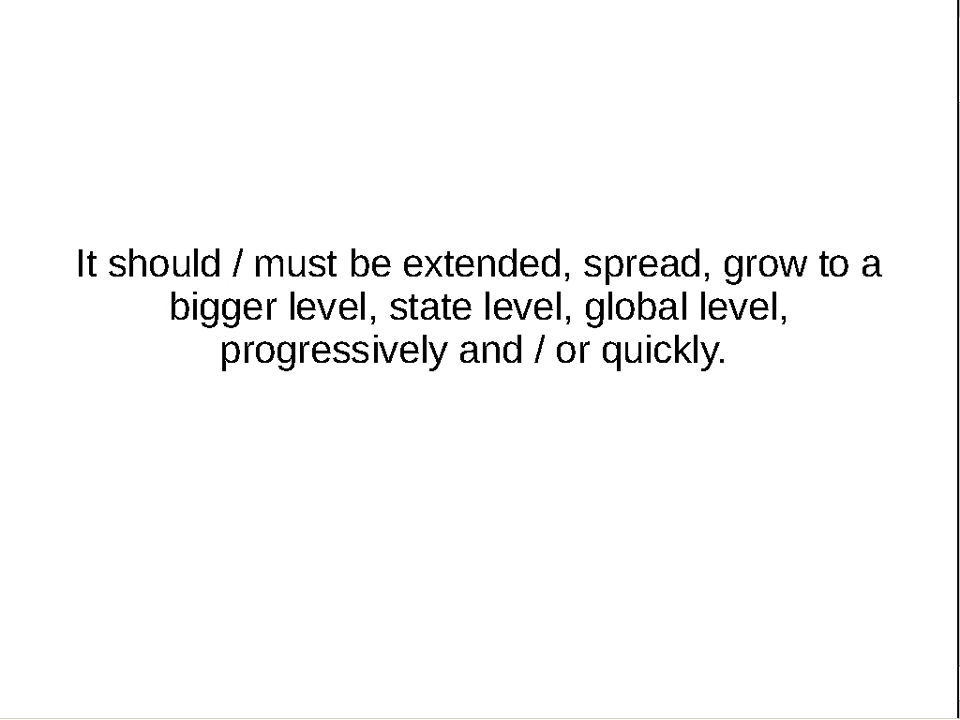 It should / must be extended, spread, grow to a
bigger level, state level, global level,
progressively and / or quickly.